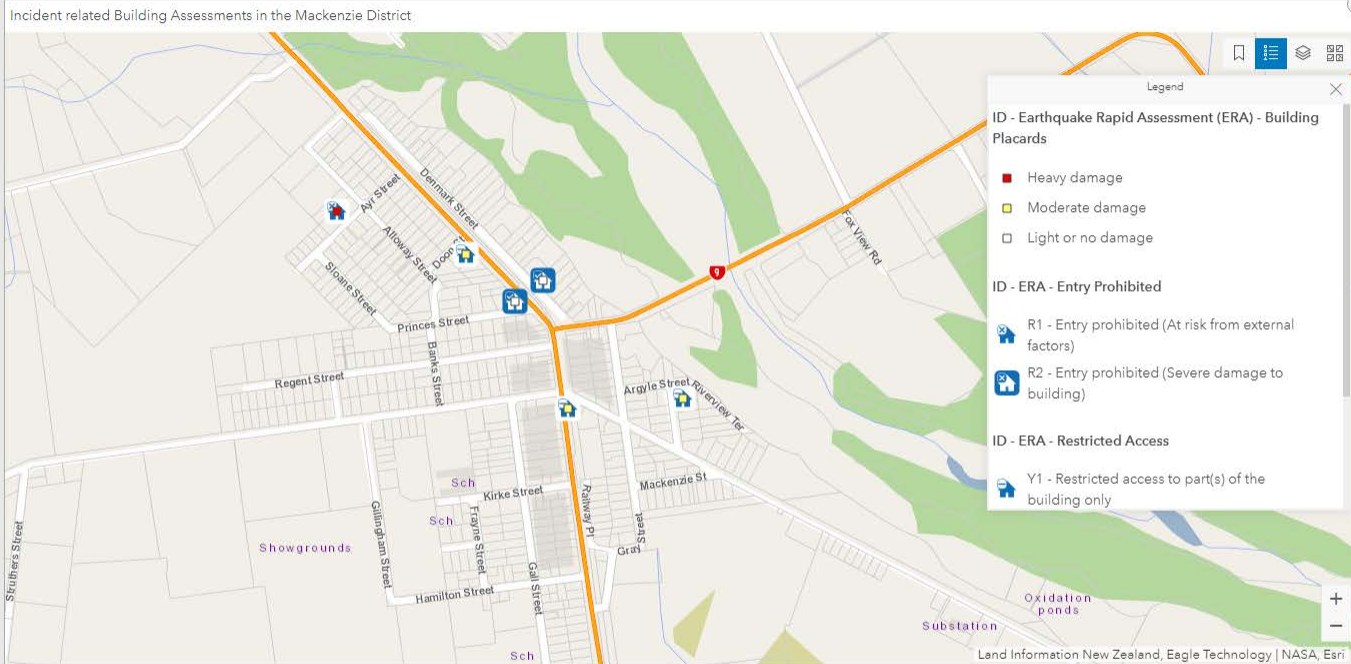 Incident related Building Assessments in the Mackenzie District
Legend
ID - Earthquake Rapid Assessment (ERA) - Building
Placards
Heavy damage
Moderate damage
Light or no damage
ID - ERA - Entry Prohibited
R1 - Entry prohibited (At risk from external
factors)
R2 - Entry prohibited (Severe damage to
building)
ID - ERA - Restricted Access
Y1 - Restricted access to part(s) of the
building only
Denmark Street
Ayr Street
Alloway Street
Doon S
Sloane Street
Princes Street
Banks Street
Regent Street
9
Fox View Rd
Argyle Street
Riverview Ter
Mackenzie St
Sch
Kirke Street
Sch
Railway Pl
Frayne Street
Gillingham Street
Showgrounds
Struthers Street
Gray
Street
Gall Street
Hamilton Street
Oxidation
ponds
Substation
Sch
+
−
Land Information New Zealand, Eagle Technology | NASA, Esri